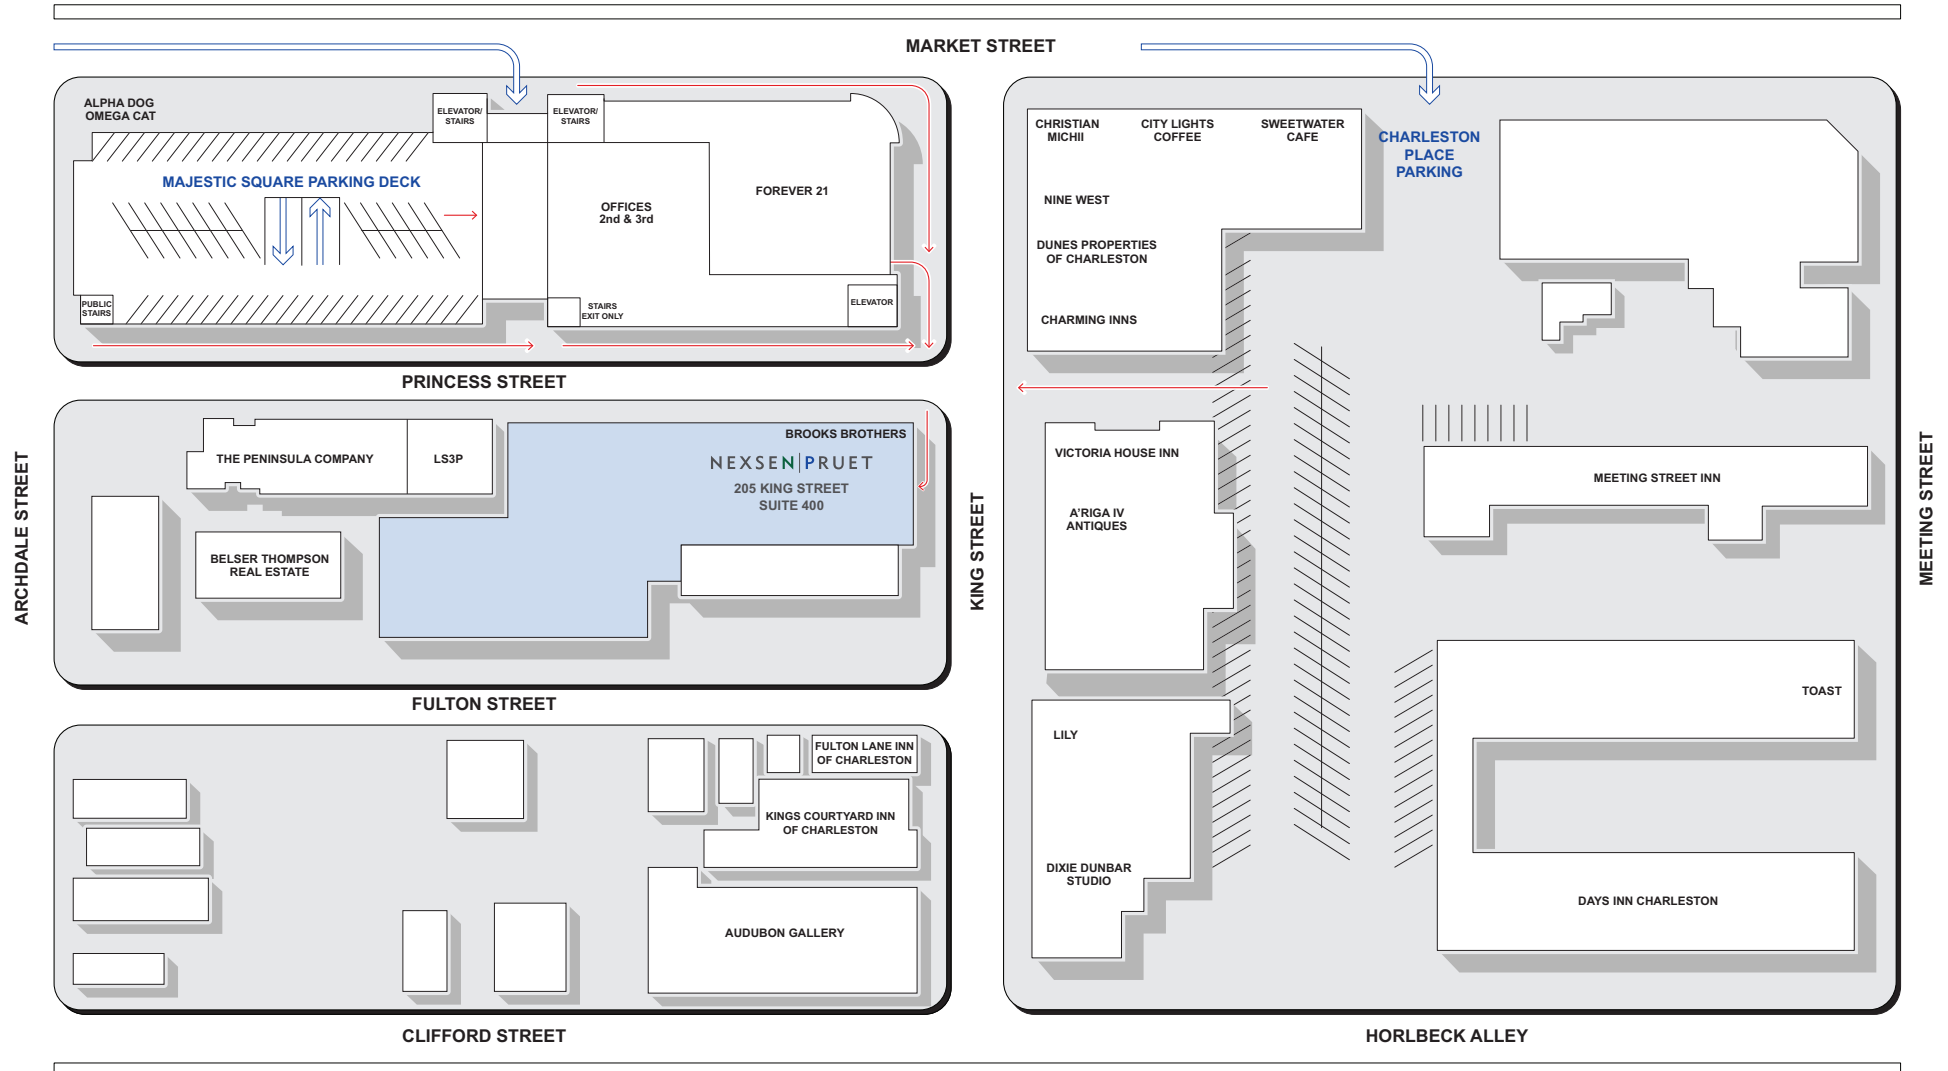 MARKET STREET
ALPHA DOG
OMEGA CAT
ELEVATOR/
STAIRS
ELEVATOR/
STAIRS
MAJESTIC SQUARE PARKING DECK
OFFICES
2nd & 3rd
FOREVER 21
PUBLIC
STAIRS
STAIRS
EXIT ONLY
ELEVATOR
CHRISTIAN
MICHII
CITY LIGHTS
COFFEE
SWEETWATER
CAFE
CHARLESTON
PLACE
PARKING
NINE WEST
DUNES PROPERTIES
OF CHARLESTON
CHARMING INNS
PRINCESS STREET
BROOKS BROTHERS
THE PENINSULA COMPANY
LS3P
NEXSEN|PRUET
205 KING STREET
SUITE 400
BELSER THOMPSON
REAL ESTATE
ARCHDALE STREET
KING STREET
VICTORIA HOUSE INN
A'RIGA IV
ANTIQUES
MEETING STREET INN
MEETING STREET
FULTON STREET
FULTON LANE INN
OF CHARLESTON
KINGS COURTYARD INN
OF CHARLESTON
AUDUBON GALLERY
LILY
DIXIE DUNBAR
STUDIO
TOAST
DAYS INN CHARLESTON
CLIFFORD STREET
HORLBECK ALLEY